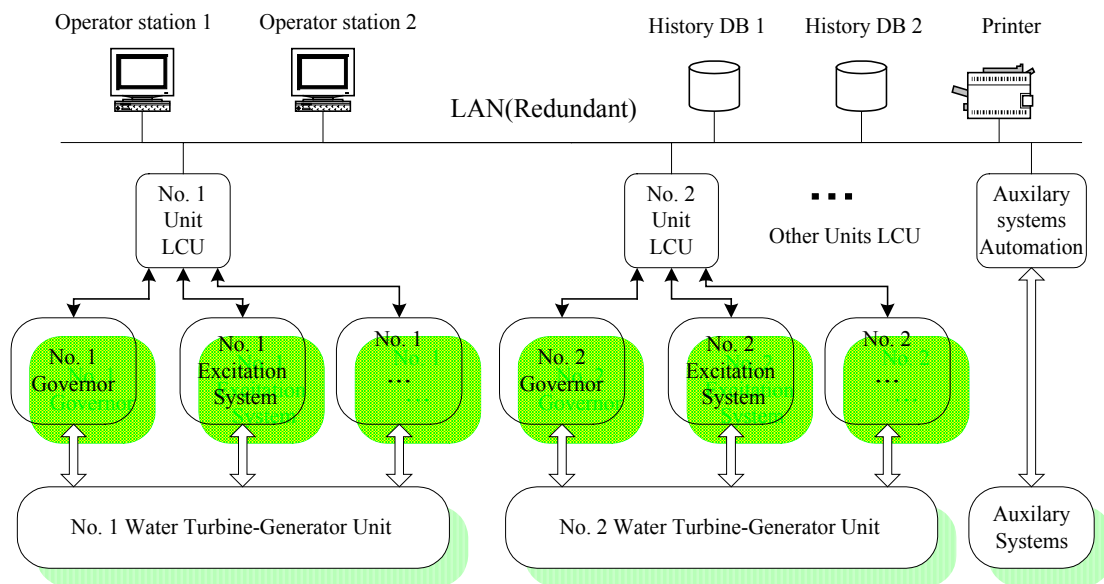 Operator station 1
Operator station 2
History DB 1
History DB 2
Printer
LAN(Redundant)
No. 1
Unit
LCU
No. 2
Unit
LCU
...
Other Units LCU
Auxilary
systems
Automation
No. 1
Governor
No. 1
Excitation
System
No. 1
...
No. 2
Governor
No. 2
Excitation
System
No. 2
...
No. 1 Water Turbine-Generator Unit
No. 2 Water Turbine-Generator Unit
Auxilary
Systems